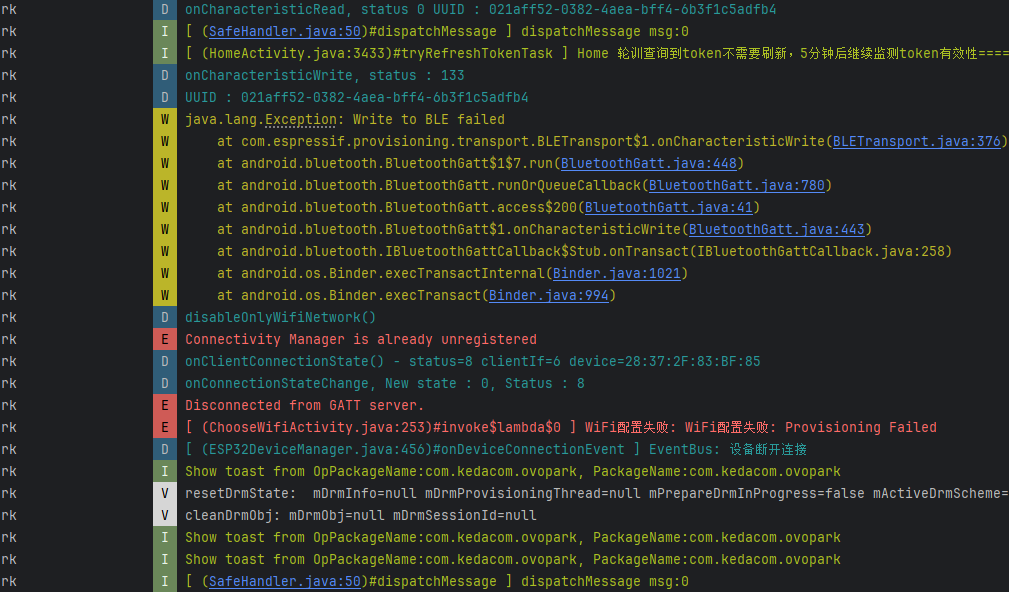 rk D onCharacteristicRead, status 0 UUID : 021aff52-0382-4aea-bff4-6b3f1c5adfb4
rk I [ (SafeHandler.java:50)#dispatchMessage ] dispatchMessage msg:0
rk I [ (HomeActivity.java:3433)#tryRefreshTokenTask ] Home 轮训查询到token不需要刷新，5分钟后继续监测token有效性====
rk D onCharacteristicWrite, status : 133
rk D UUID : 021aff52-0382-4aea-bff4-6b3f1c5adfb4
rk W java.lang.Exception: Write to BLE failed
rk W at com.espressif.provisioning.transport.BLETransport$1.onCharacteristicWrite(BLETransport.java:376)
rk W at android.bluetooth.BluetoothGatt$1$7.run(BluetoothGatt.java:448)
rk W at android.bluetooth.BluetoothGatt.runOrQueueCallback(BluetoothGatt.java:780)
rk W at android.bluetooth.BluetoothGatt.access$200(BluetoothGatt.java:41)
rk W at android.bluetooth.BluetoothGatt$1.onCharacteristicWrite(BluetoothGatt.java:443)
rk W at android.bluetooth.IBluetoothGattCallback$Stub.onTransact(IBluetoothGattCallback.java:258)
rk W at android.os.Binder.execTransactInternal(Binder.java:1021)
rk W at android.os.Binder.execTransact(Binder.java:994)
rk D disableOnlyWifiNetwork()
rk E Connectivity Manager is already unregistered
rk D onClientConnectionState() - status=8 clientIf=6 device=28:37:2F:83:BF:85
rk D onConnectionStateChange, New state : 0, Status : 8
rk E Disconnected from GATT server.
rk E [ (ChooseWifiActivity.java:253)#invoke$lambda$0 ] WiFi配置失败: WiFi配置失败: Provisioning Failed
rk D [ (ESP32DeviceManager.java:456)#onDeviceConnectionEvent ] EventBus: 设备断开连接
rk I Show toast from OpPackageName:com.kedacom.ovopark, PackageName:com.kedacom.ovopark
rk V resetDrmState:  mDrmInfo=null mDrmProvisioningThread=null mPrepareDrmInProgress=false mActiveDrmScheme=
rk V cleanDrmObj: mDrmObj=null mDrmSessionId=null
rk I Show toast from OpPackageName:com.kedacom.ovopark, PackageName:com.kedacom.ovopark
rk I Show toast from OpPackageName:com.kedacom.ovopark, PackageName:com.kedacom.ovopark
rk I [ (SafeHandler.java:50)#dispatchMessage ] dispatchMessage msg:0